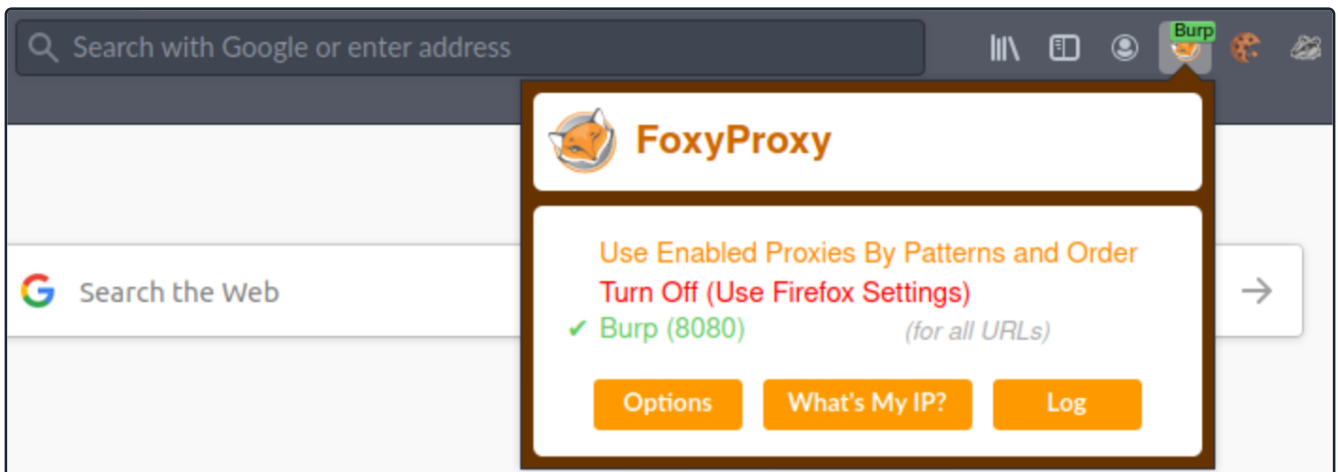 Search with Google or enter address
Burp
FoxyProxy
Use Enabled Proxies By Patterns and Order
Turn Off (Use Firefox Settings)
✔ Burp (8080) (for all URLs)
Search the Web
Options What's My IP? Log